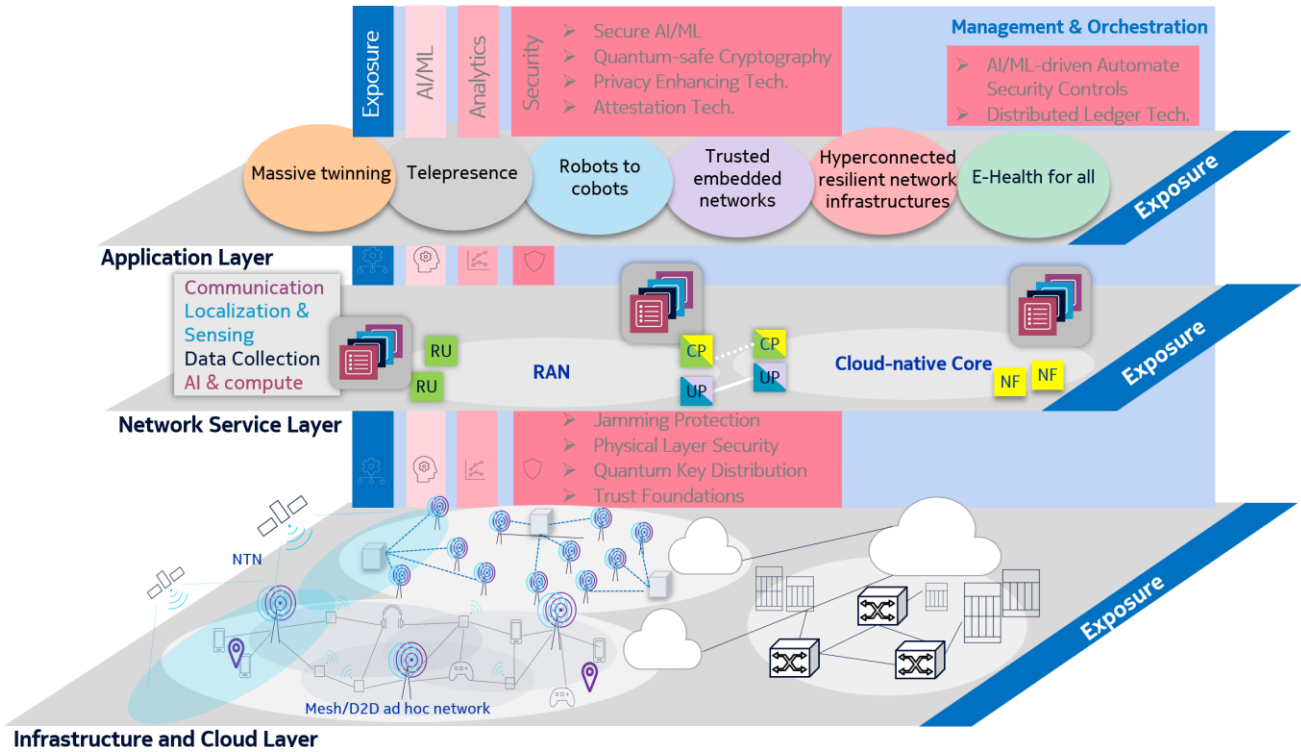 Exposure
AI/ML
Analytics
Security
➢ Secure AI/ML
➢ Quantum-safe Cryptography
➢ Privacy Enhancing Tech.
➢ Attestation Tech.
Management & Orchestration
➢ AI/ML-driven Automate
Security Controls
➢ Distributed Ledger Tech.
Massive twinning
Telepresence
Robots to
cobots
Trusted
embedded
networks
Hyperconnected
resilient network
infrastructures
E-Health for all
Exposure
Application Layer
Communication
Localization &
Sensing
Data Collection
AI & compute
RU
RU
RAN
CP
UP
CP
UP
Cloud-native Core
NF
NF
Exposure
Network Service Layer
➢ Jamming Protection
➢ Physical Layer Security
➢ Quantum Key Distribution
➢ Trust Foundations
NTN
Mesh/D2D ad hoc network
Exposure
Infrastructure and Cloud Layer